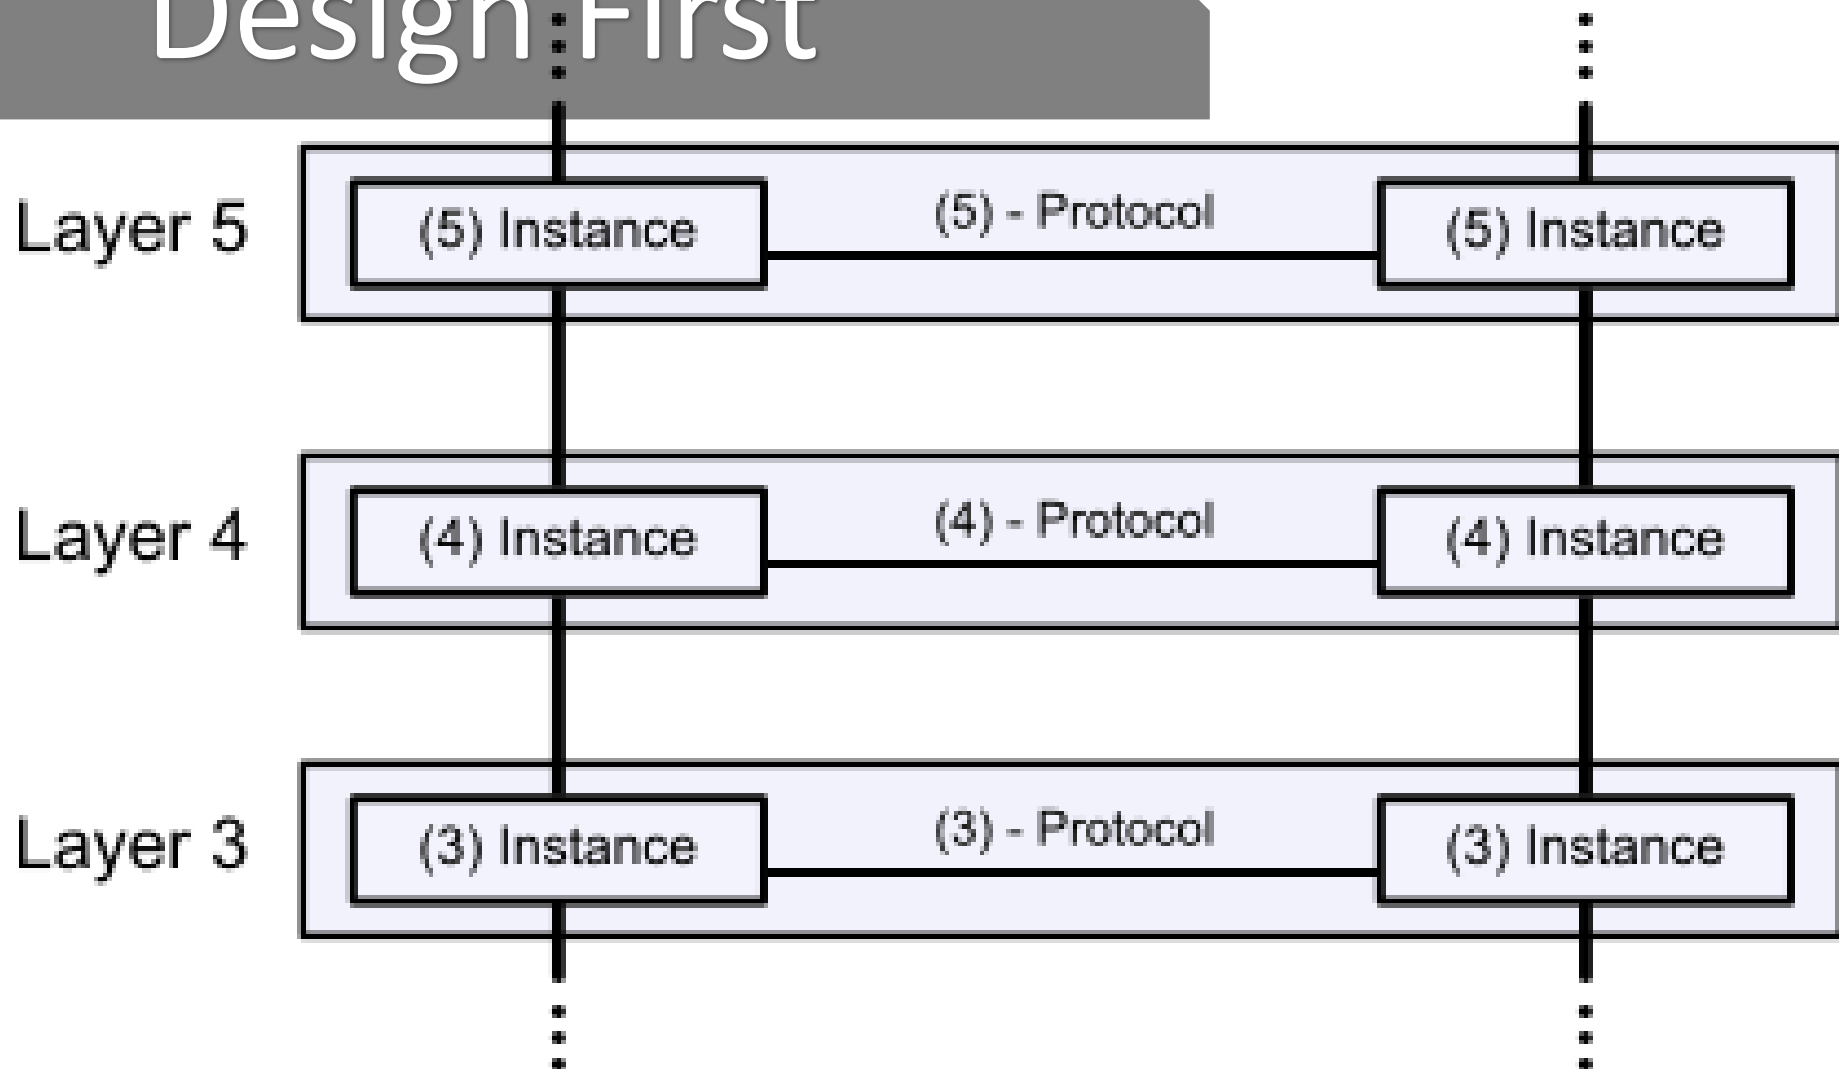 Design First
Layer 5
(5) Instance
(5) - Protocol
(5) Instance
Layer 4
(4) Instance
(4) - Protocol
(4) Instance
Layer 3
(3) Instance
(3) - Protocol
(3) Instance